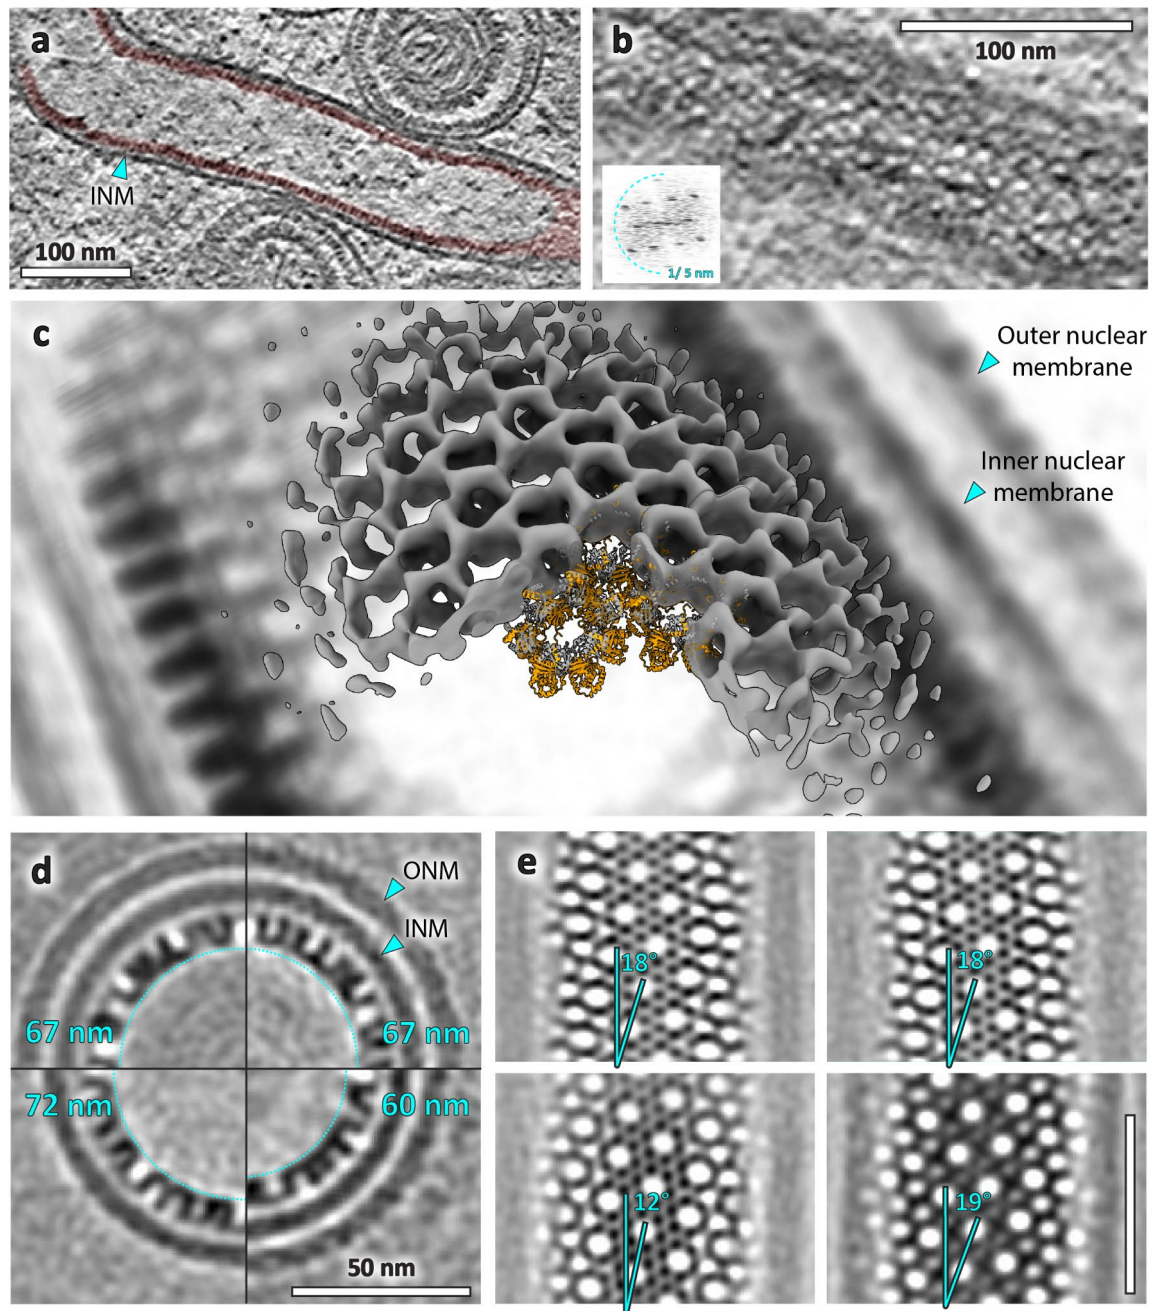 a
INM
100 nm
b
100 nm
1/ 5 nm
c
Outer nuclear
membrane
Inner nuclear
membrane
d
ONM
INM
67 nm
67 nm
72 nm
60 nm
50 nm
e
18°
18°
12°
19°